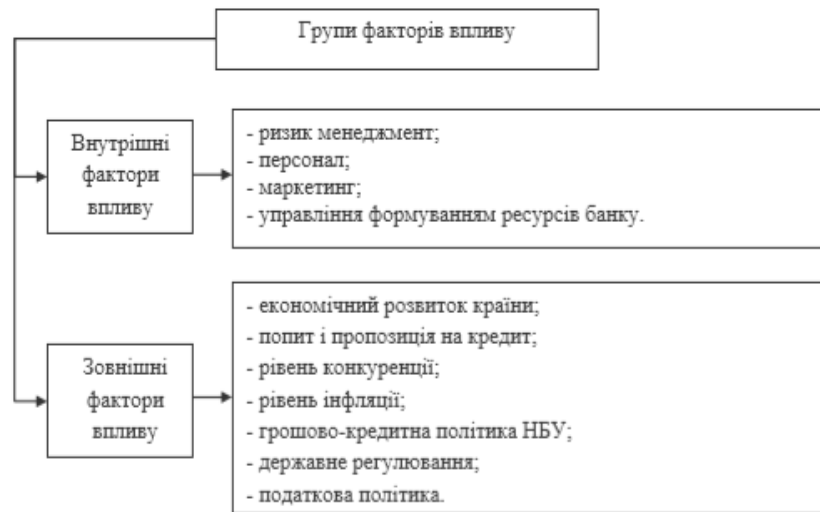 Групи факторів впливу
Внутрішні
фактори
впливу
- ризик менеджмент;
- персонал;
- маркетинг;
- управління формуванням ресурсів банку.
Зовнішні
фактори
впливу
- економічний розвиток країни;
- попит і пропозиція на кредит;
- рівень конкуренції;
- рівень інфляції;
- грошово-кредитна політика НБУ;
- державне регулювання;
- податкова політика.